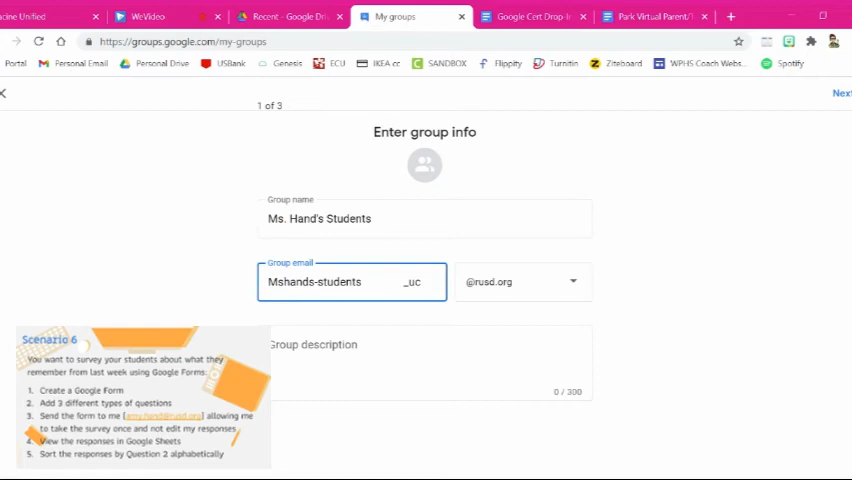 acine Unified
WeVideo
Recent - Google Dri
My groups
Google Cert Drop-In
Park Virtual Parent/T
https://groups.google.com/my-groups
Portal
Personal Email
Personal Drive
USBank
Genesis
ECU
IKEA cc
SANDBOX
Flippity
Turnitin
Ziteboard
WPHS Coach Webs...
Spotify
1 of 3
Next
Enter group info
Group name
Ms. Hand's Students
Group email
Mshands-students _uc
@rusd.org
Group description
0 / 300
Scenario 6
You want to survey your students about what they
remember from last week using Google Forms:
1. Create a Google Form
2. Add 3 different types of questions
3. Send the form to me [amy.hand@rusd.org] allowing me
to take the survey once and not edit my responses
4. View the responses in Google Sheets
5. Sort the responses by Question 2 alphabetically